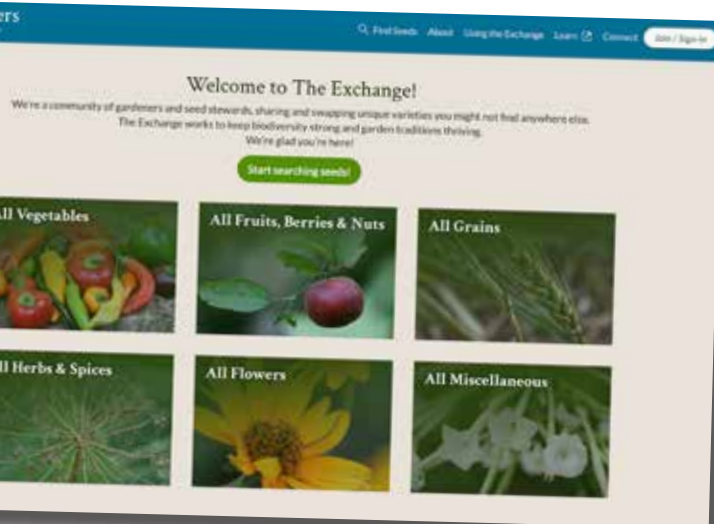 ers
Find Seeds About Using the Exchange Learn Connect Join / Sign-In
Welcome to The Exchange!
We're a community of gardeners and seed stewards, sharing and swapping unique varieties you might not find anywhere else.
The Exchange works to keep biodiversity strong and garden traditions thriving.
We're glad you're here!
Start searching seeds!
All Vegetables
All Fruits, Berries & Nuts
All Grains
ll Herbs & Spices
All Flowers
All Miscellaneous